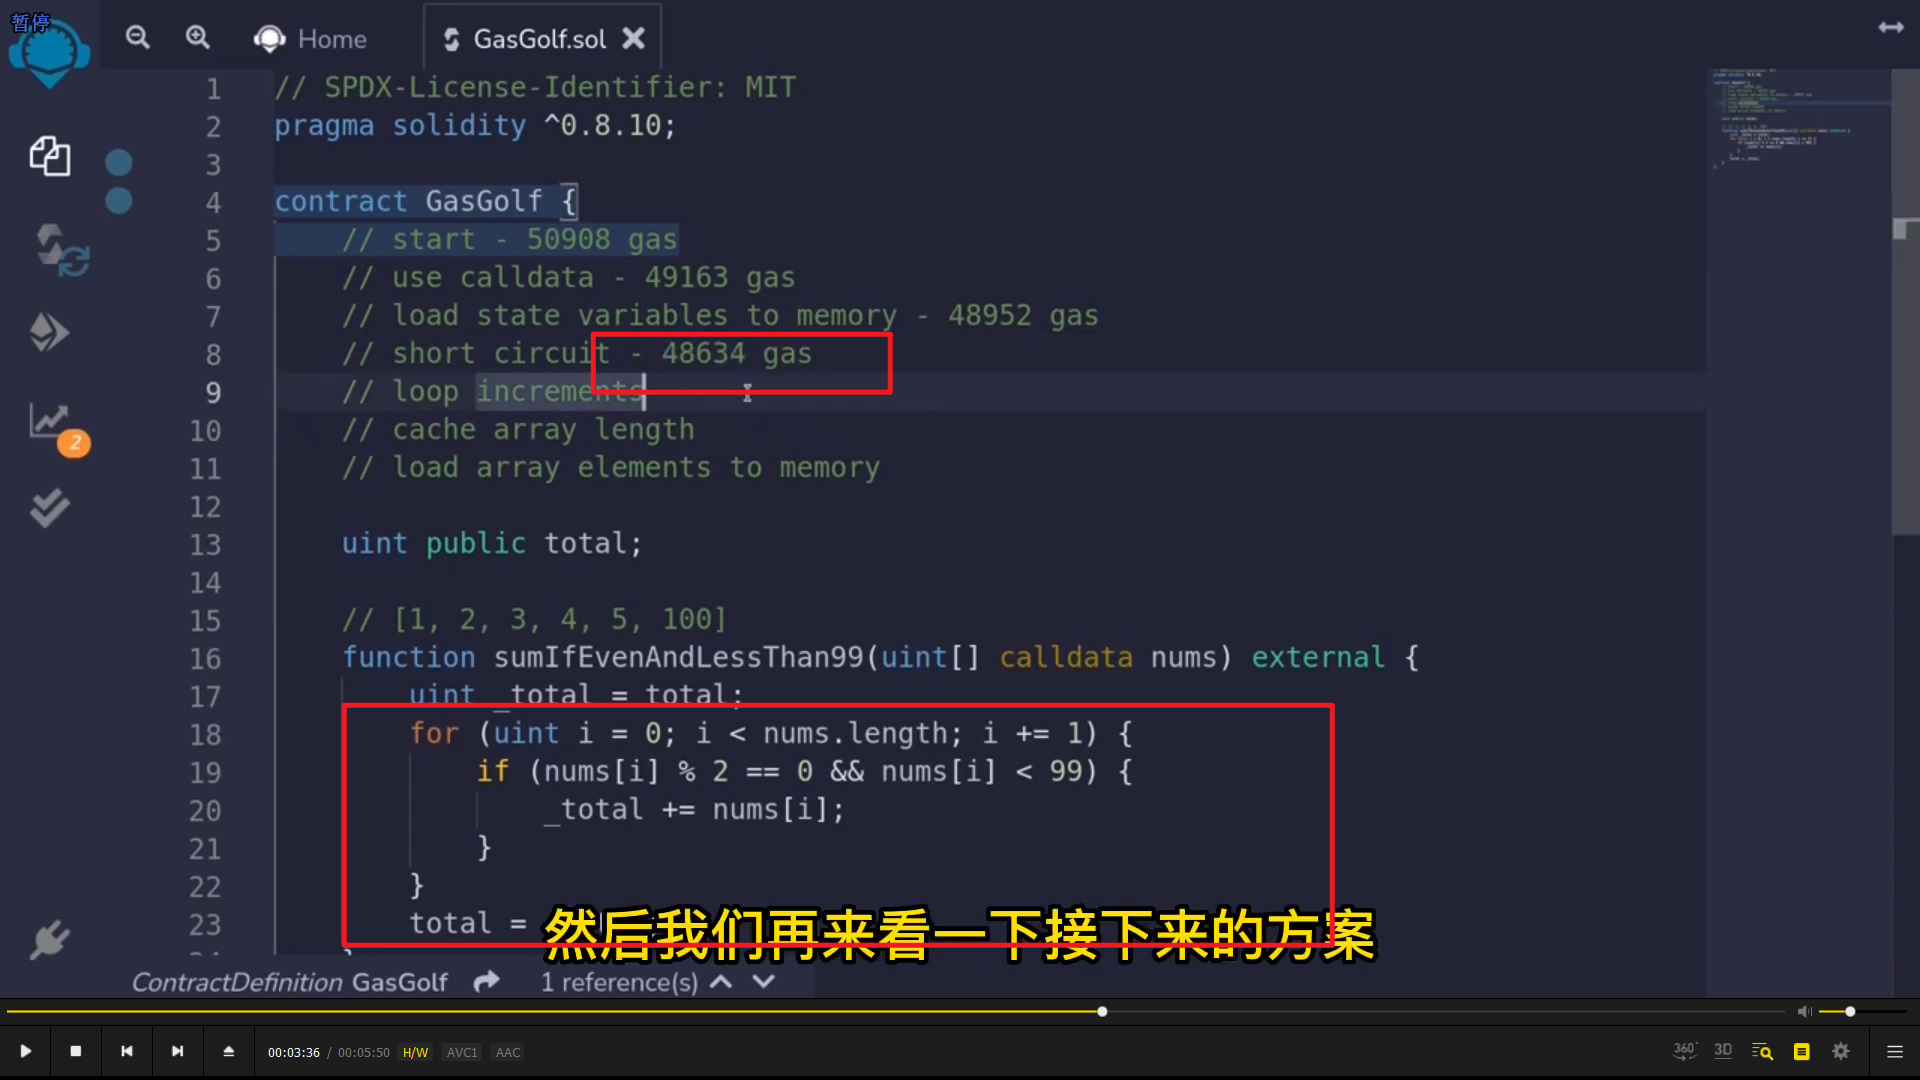 暂停
Home
GasGolf.sol
1 // SPDX-License-Identifier: MIT
2 pragma solidity ^0.8.10;
3
4 contract GasGolf {
5 // start - 50908 gas
6 // use calldata - 49163 gas
7 // load state variables to memory - 48952 gas
8 // short circuit - 48634 gas
9 // loop increments
10 // cache array length
11 // load array elements to memory
12
13 uint public total;
14
15 // [1, 2, 3, 4, 5, 100]
16 function sumIfEvenAndLessThan99(uint[] calldata nums) external {
17 uint _total = total;
18 for (uint i = 0; i < nums.length; i += 1) {
19 if (nums[i] % 2 == 0 && nums[i] < 99) {
20 _total += nums[i];
21 }
22 }
23 total =
2
然后我们再来看一下接下来的方案
ContractDefinition GasGolf 1 reference(s)
00:03:36 / 00:05:50 H/W AVC1 AAC
360° 3D